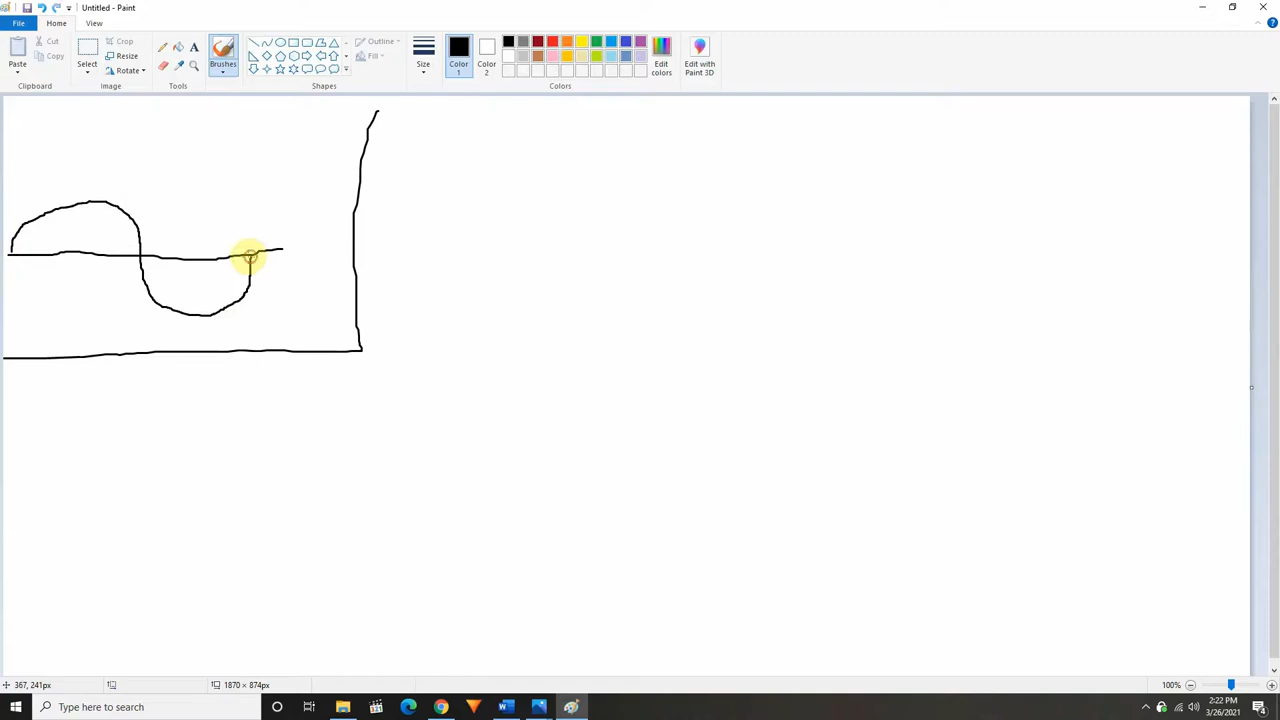 Untitled - Paint
File Home View
Paste
Cut
Copy
Clipboard
Select
Crop
Resize
Rotate
Image
A
Tools
Brushes
Shapes
Outline
Fill
Size
Color 1
Color 2
Colors
Edit colors
Edit with Paint 3D
367, 241px
1870 × 874px
100%
Type here to search
2:22 PM
3/26/2021